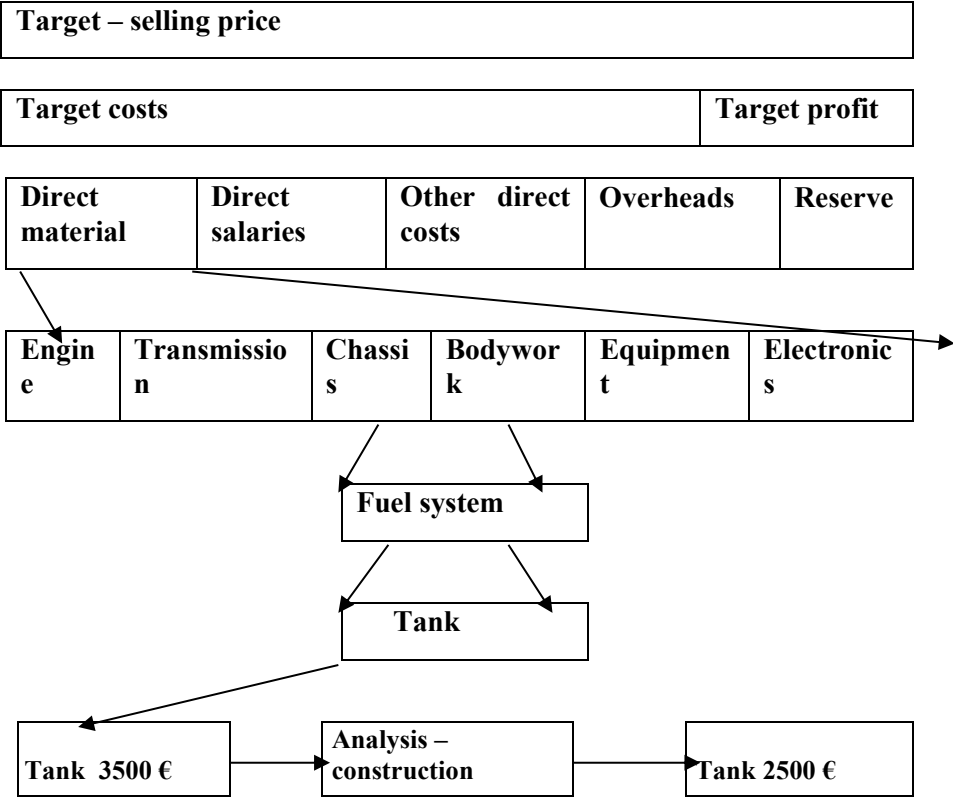 Target – selling price
Target costs
Target profit
Direct
material
Direct
salaries
Other direct
costs
Overheads
Reserve
Engin
e
Transmissio
n
Chassi
s
Bodywor
k
Equipmen
t
Electronic
s
Fuel system
Tank
Tank 3500 €
Analysis –
construction
Tank 2500 €